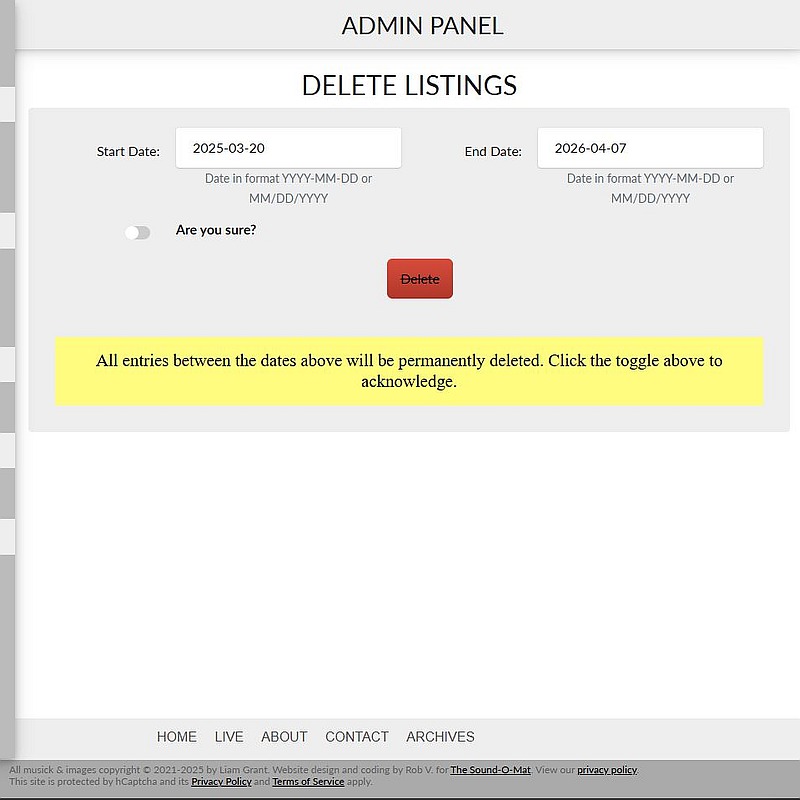 ADMIN PANEL
DELETE LISTINGS
Start Date: 2025-03-20 End Date: 2026-04-07
Date in format YYYY-MM-DD or Date in format YYYY-MM-DD or
MM/DD/YYYY MM/DD/YYYY
Are you sure?
Delete
All entries between the dates above will be permanently deleted. Click the toggle above to
acknowledge.
HOME LIVE ABOUT CONTACT ARCHIVES
All musick & images copyright © 2021-2025 by Liam Grant. Website design and coding by Rob V. for The Sound-O-Mat. View our privacy policy.
This site is protected by hCaptcha and its Privacy Policy and Terms of Service apply.